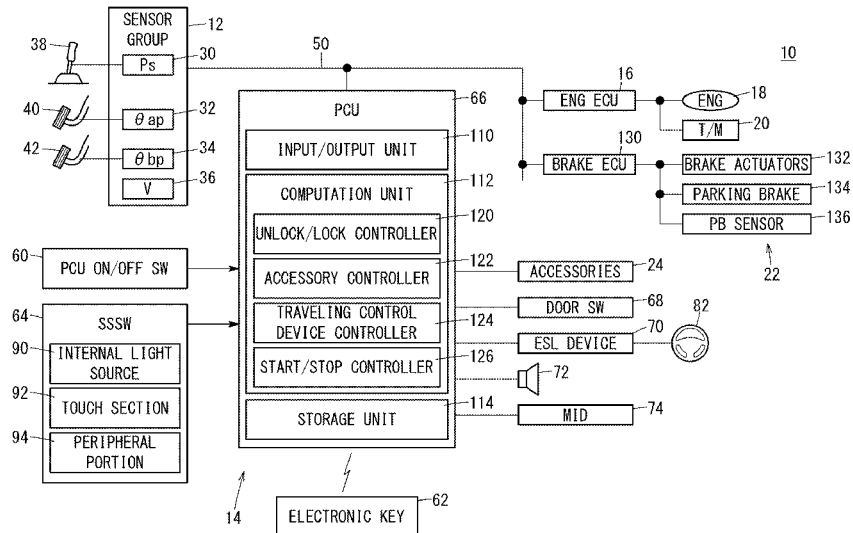 SENSOR
GROUP
12
38
Ps
30
40
θap
32
42
θbp
34
V
36
50
10
PCU
66
INPUT/OUTPUT UNIT
110
COMPUTATION UNIT
112
UNLOCK/LOCK CONTROLLER
120
ACCESSORY CONTROLLER
122
TRAVELING CONTROL
DEVICE CONTROLLER
124
START/STOP CONTROLLER
126
STORAGE UNIT
114
16
ENG ECU
ENG
18
T/M
20
130
BRAKE ECU
BRAKE ACTUATORS
132
PARKING BRAKE
134
PB SENSOR
136
22
60
PCU ON/OFF SW
64
SSSW
90
INTERNAL LIGHT
SOURCE
92
TOUCH SECTION
94
PERIPHERAL
PORTION
ACCESSORIES
24
DOOR SW
68
ESL DEVICE
70
82
72
MID
74
14
ELECTRONIC KEY
62